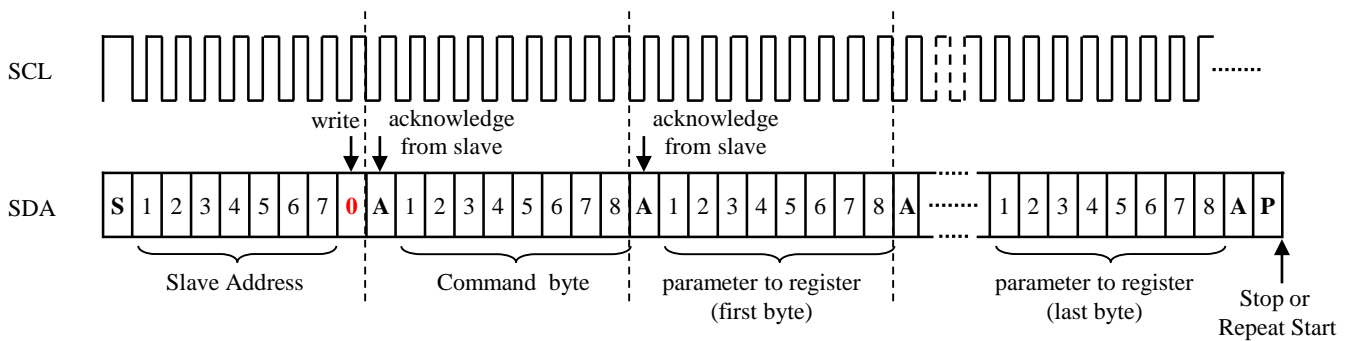 SCL
write
acknowledge
from slave
acknowledge
from slave
SDA
S 1 2 3 4 5 6 7 0 A 1 2 3 4 5 6 7 8 A 1 2 3 4 5 6 7 8 A 1 2 3 4 5 6 7 8 A P
Slave Address
Command byte
parameter to register
(first byte)
parameter to register
(last byte)
Stop or
Repeat Start